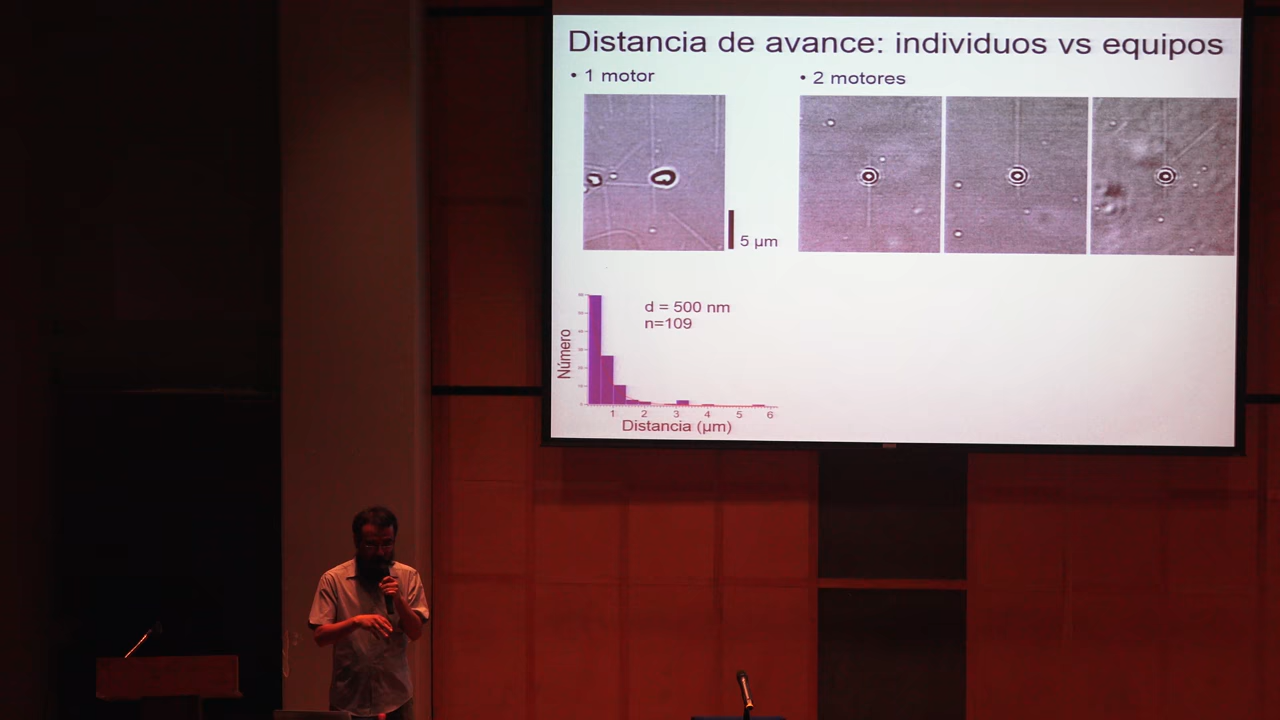 Distancia de avance: individuos vs equipos
• 1 motor
• 2 motores
5 µm
d = 500 nm
n=109
Número
1 2 3 4 5 6
Distancia (µm)